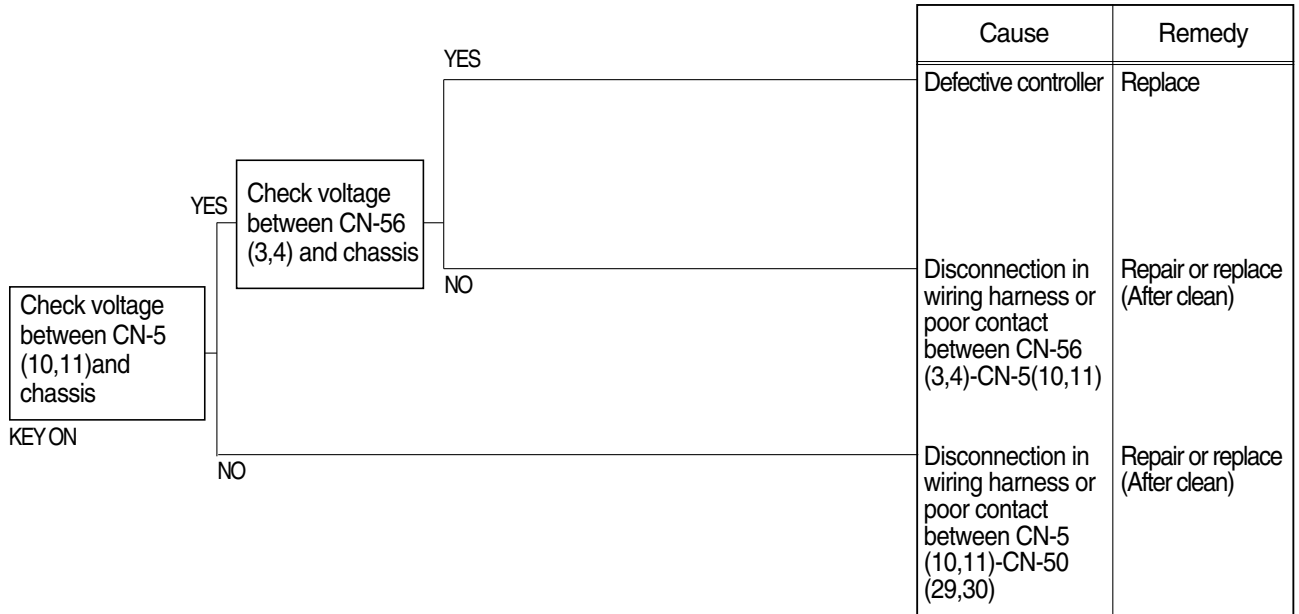 Cause
Remedy
YES
Defective controller
Replace
YES
Check voltage
between CN-56
(3,4) and chassis
NO
Disconnection in
wiring harness or
poor contact
between CN-56
(3,4)-CN-5(10,11)
Repair or replace
(After clean)
Check voltage
between CN-5
(10,11)and
chassis
KEY ON
NO
Disconnection in
wiring harness or
poor contact
between CN-5
(10,11)-CN-50
(29,30)
Repair or replace
(After clean)